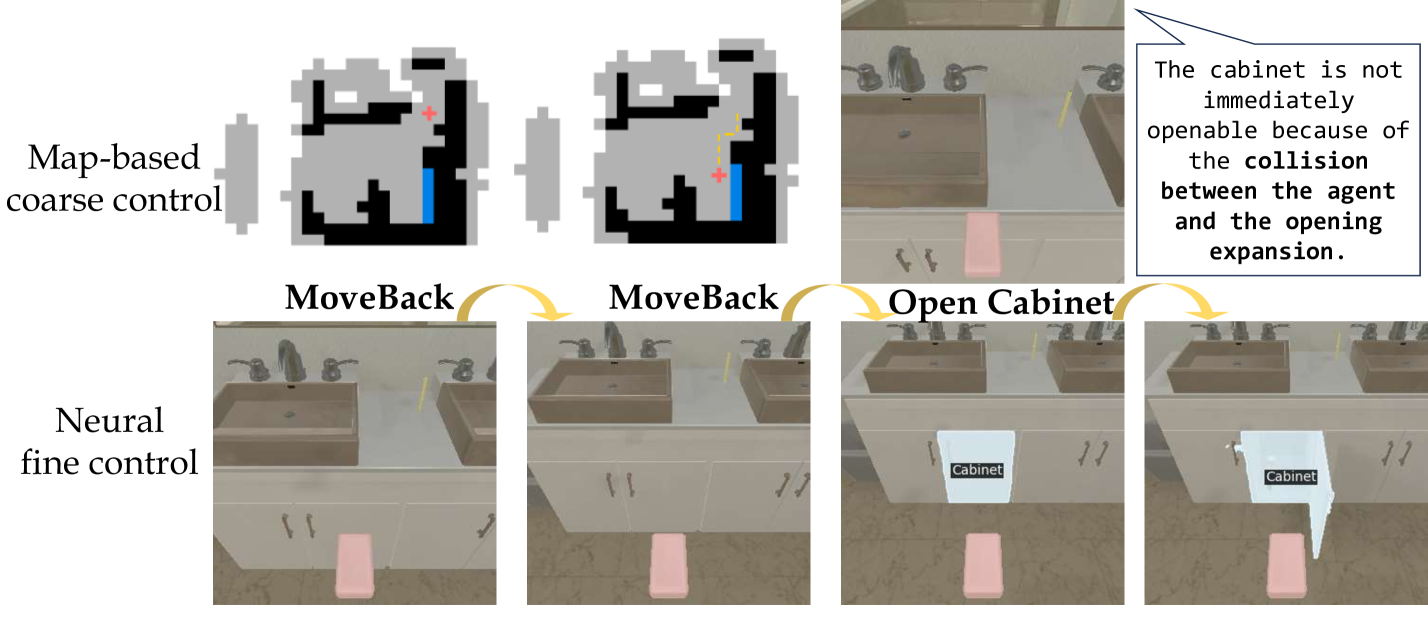 Map-based
coarse control
The cabinet is not
immediately
openable because of
the collision
between the agent
and the opening
expansion.
MoveBack
MoveBack
Open Cabinet
Neural
fine control
Cabinet
Cabinet